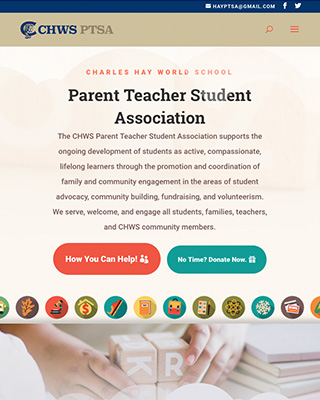 HAYPTSA@GMAIL.COM
CHWS PTSA
CHARLES HAY WORLD SCHOOL
Parent Teacher Student
Association
The CHWS Parent Teacher Student Association supports the
ongoing development of students as active, compassionate,
lifelong learners through the promotion and coordination of
family and community engagement in the areas of student
advocacy, community building, fundraising, and volunteerism.
We serve, welcome, and engage all students, families, teachers,
and CHWS community members.
How You Can Help!
No Time? Donate Now.
K R